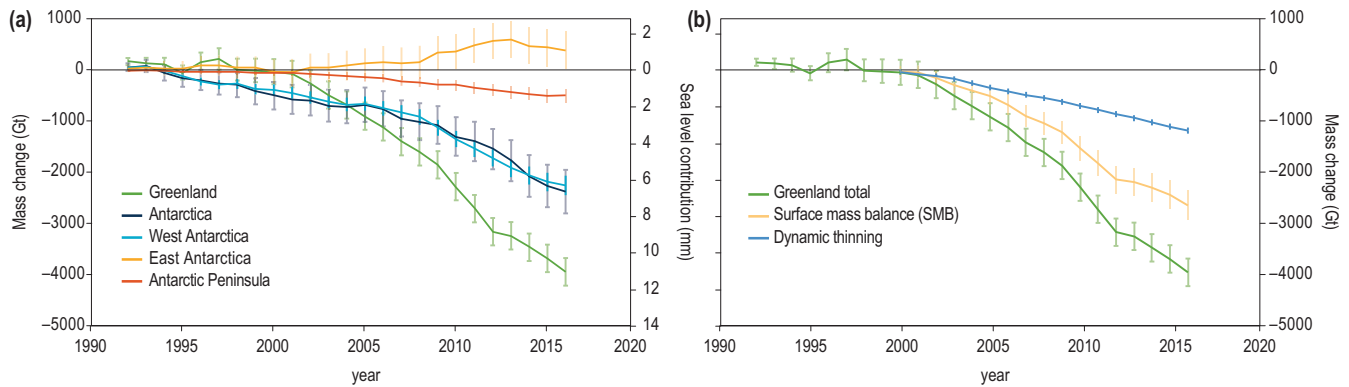 (a)
1000
0
–1000
–2000
–3000
–4000
–5000
Mass change (Gt)
2
0
2
4
6
8
10
12
14
Sea level contribution (mm)
Greenland
Antarctica
West Antarctica
East Antarctica
Antarctic Peninsula
1990 1995 2000 2005 2010 2015 2020
year
(b)
1000
0
–1000
–2000
–3000
–4000
–5000
Mass change (Gt)
Greenland total
Surface mass balance (SMB)
Dynamic thinning
1990 1995 2000 2005 2010 2015 2020
year